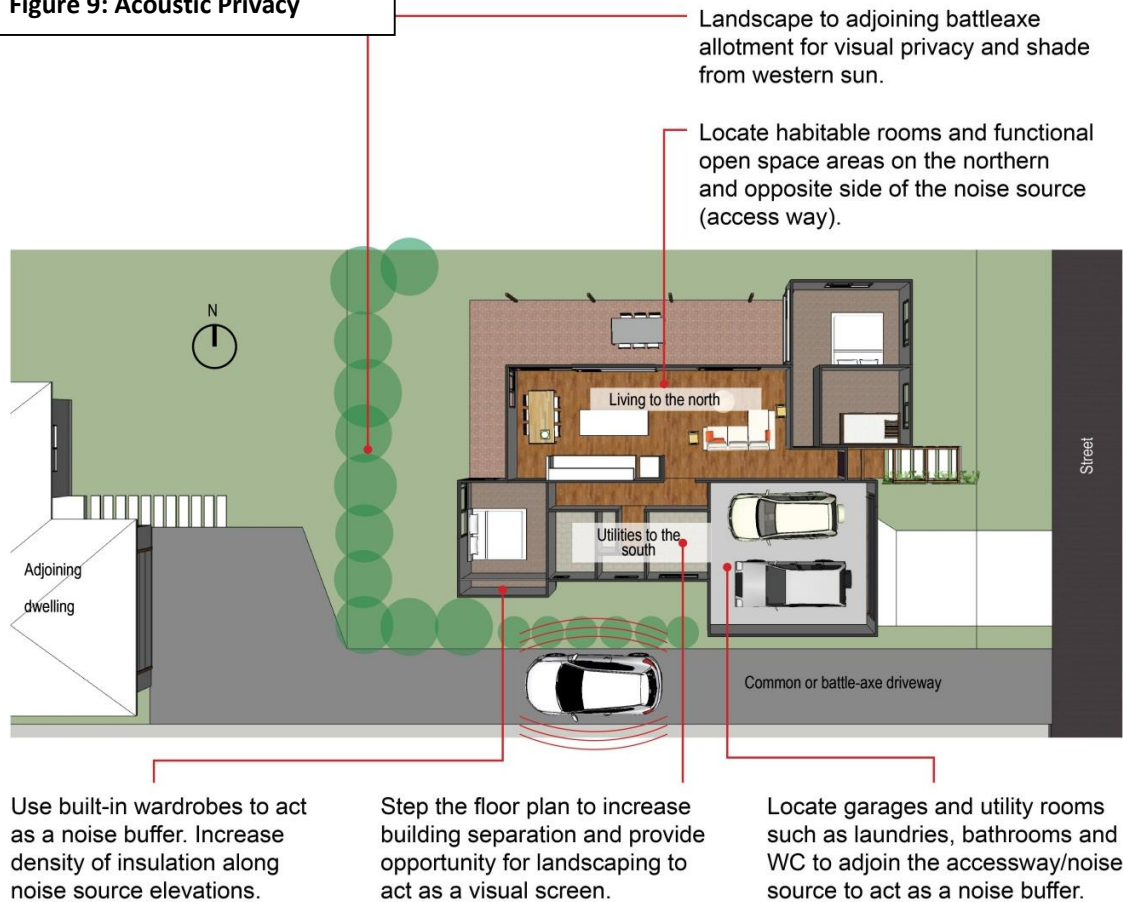 Figure 9: Acoustic Privacy
Landscape to adjoining battleaxe
allotment for visual privacy and shade
from western sun.
Locate habitable rooms and functional
open space areas on the northern
and opposite side of the noise source
(access way).
N
Living to the north
Street
Utilities to the
south
Adjoining
dwelling
Common or battle-axe driveway
Use built-in wardrobes to act
as a noise buffer. Increase
density of insulation along
noise source elevations.
Step the floor plan to increase
building separation and provide
opportunity for landscaping to
act as a visual screen.
Locate garages and utility rooms
such as laundries, bathrooms and
WC to adjoin the accessway/noise
source to act as a noise buffer.